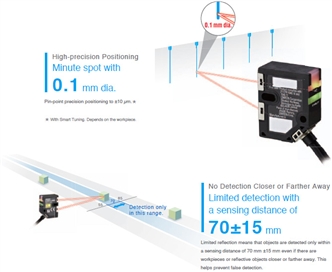 0.1 mm dia.
High-precision Positioning
Minute spot with
0.1 mm dia.
Pin-point precision positioning to ±10 μm. *
* With Smart Tuning. Depends on the workpiece.
Detection only
in this range.
No Detection Closer or Farther Away
Limited detection with
a sensing distance of
70±15 mm
Limited reflection means that objects are detected only within
a sensing distance of 70 mm ±15 mm even if there are
workpieces or reflective objects closer or farther away. This
helps prevent false detection.